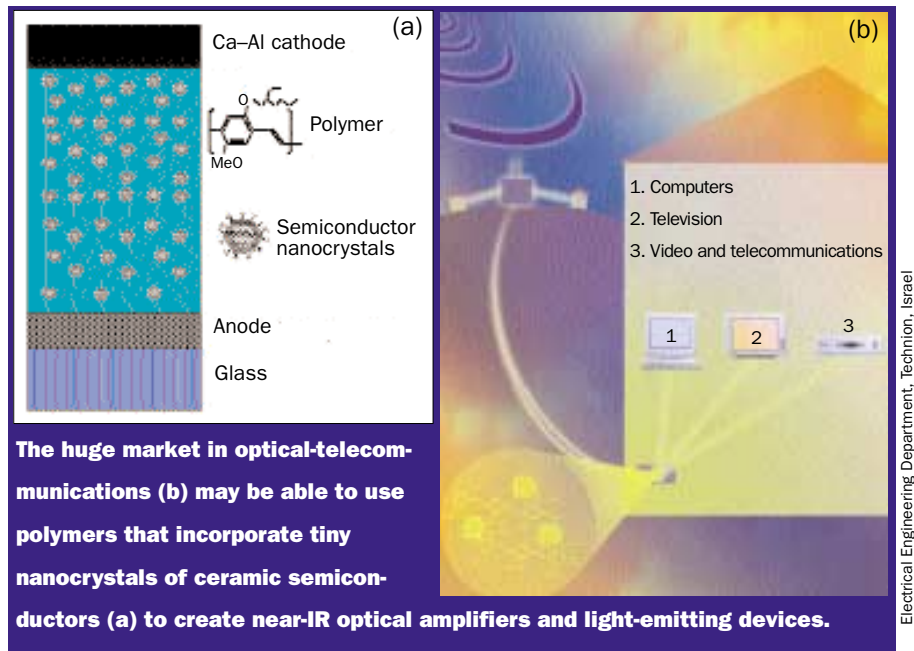 (a)
Ca–Al cathode
O
Polymer
MeO
Semiconductor
nanocrystals
Anode
Glass
(b)
1. Computers
2. Television
3. Video and telecommunications
1
2
3
The huge market in optical-telecom-
munications (b) may be able to use
polymers that incorporate tiny
nanocrystals of ceramic semicon-
ductors (a) to create near-IR optical amplifiers and light-emitting devices.
Electrical Engineering Department, Technion, Israel